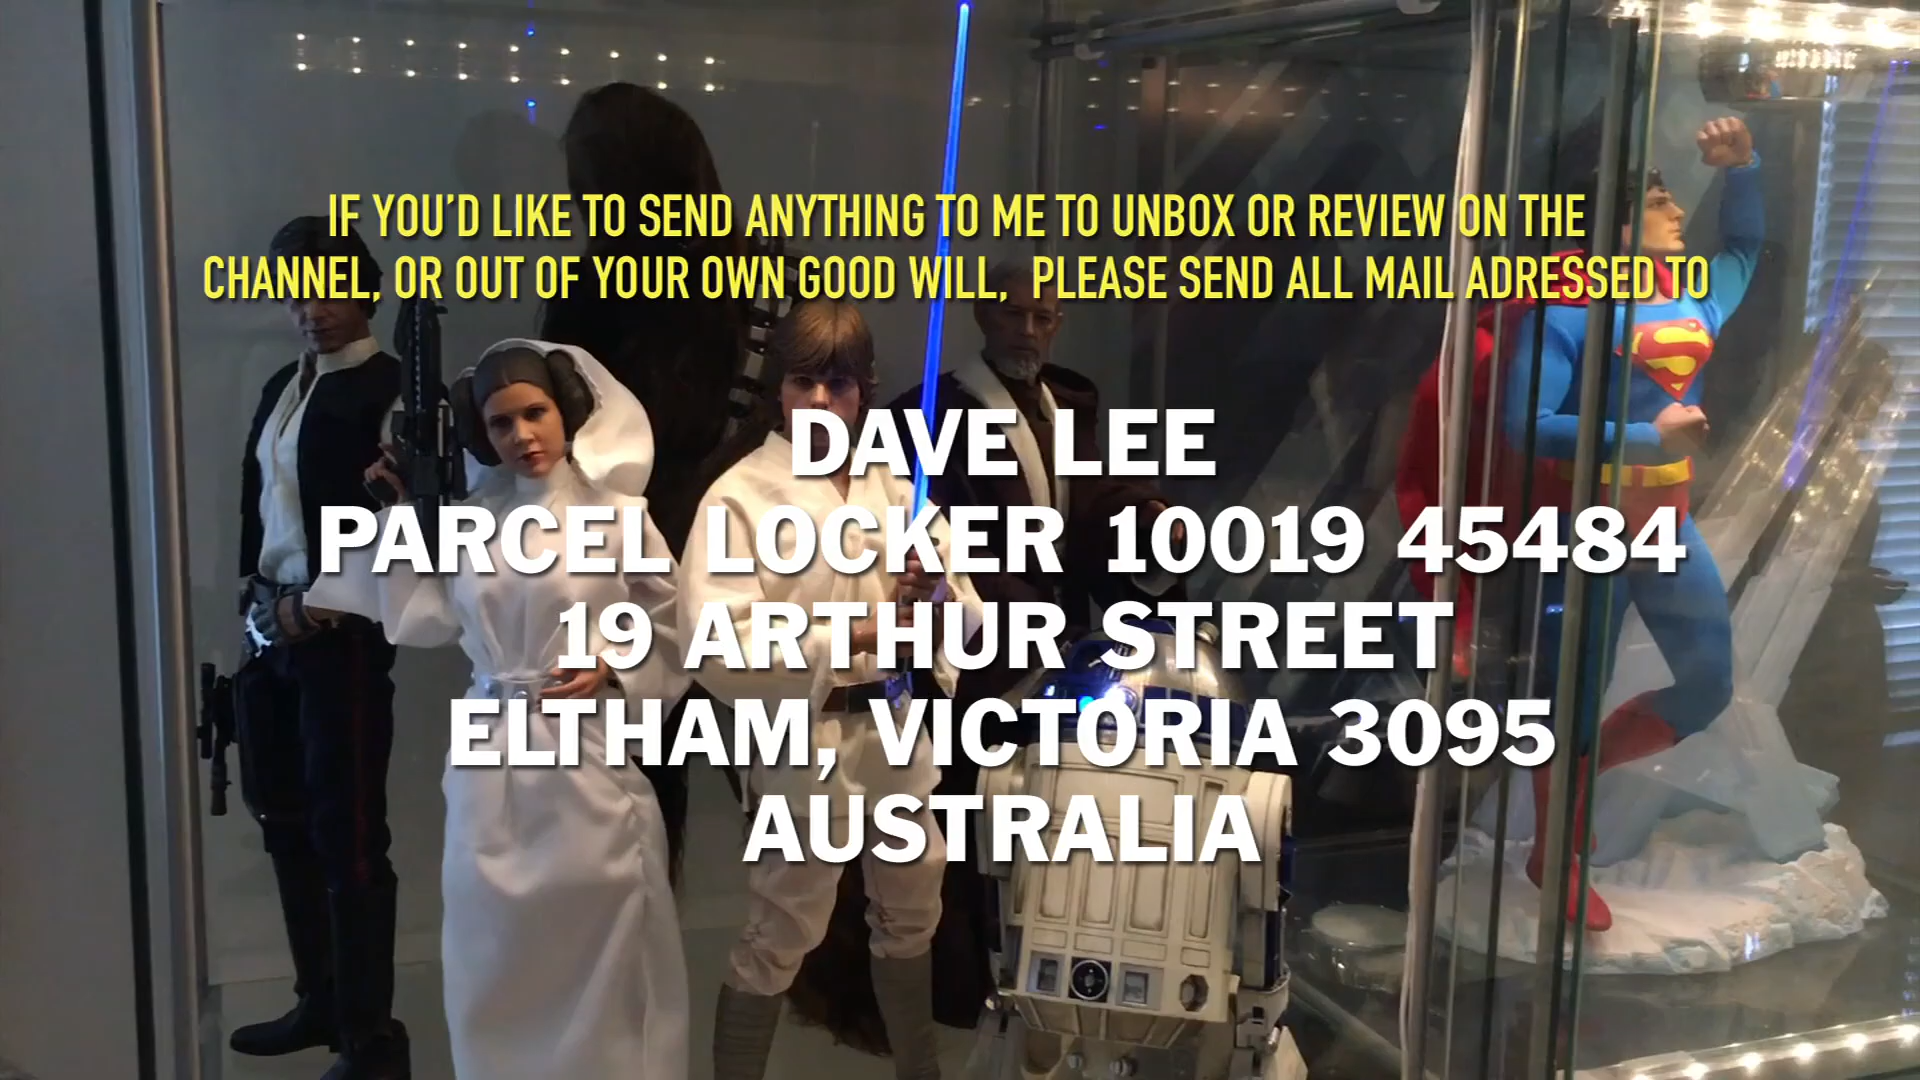 IF YOU'D LIKE TO SEND ANYTHING TO ME TO UNBOX OR REVIEW ON THE
CHANNEL, OR OUT OF YOUR OWN GOOD WILL, PLEASE SEND ALL MAIL ADRESSED TO
DAVE LEE
PARCEL LOCKER 10019 45484
19 ARTHUR STREET
ELTHAM, VICTORIA 3095
AUSTRALIA